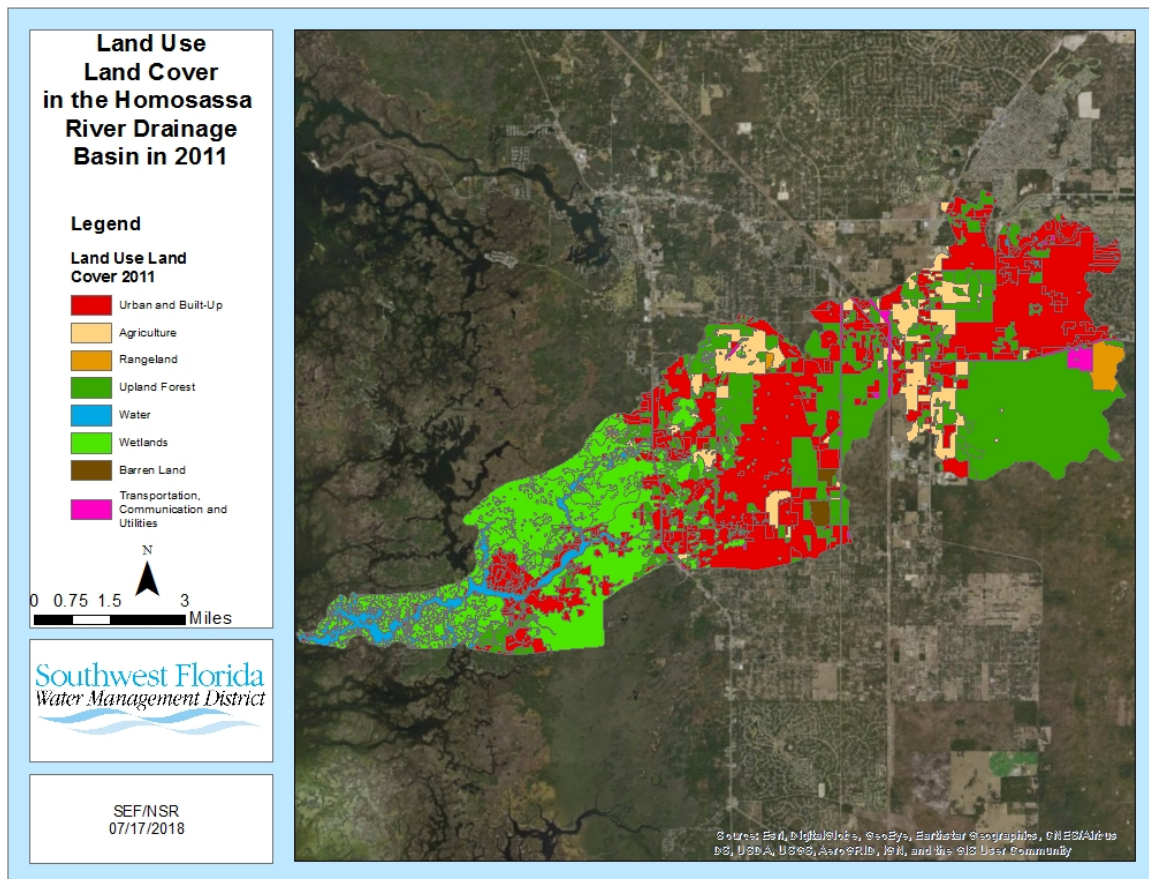 Land Use
Land Cover
in the Homosassa
River Drainage
Basin in 2011
Legend
Land Use Land
Cover 2011
Urban and Built-Up
Agriculture
Rangeland
Upland Forest
Water
Wetlands
Barren Land
Transportation,
Communication and
Utilities
N
0 0.75 1.5 3
Miles
Southwest Florida
Water Management District
SEF/NSR
07/17/2018
Source: Esri, DigitalGlobe, GeoEye, Earthstar Geographics, CNES/Airbus
DS, USDA, USGS, AeroGRID, IGN, and the GIS User Community